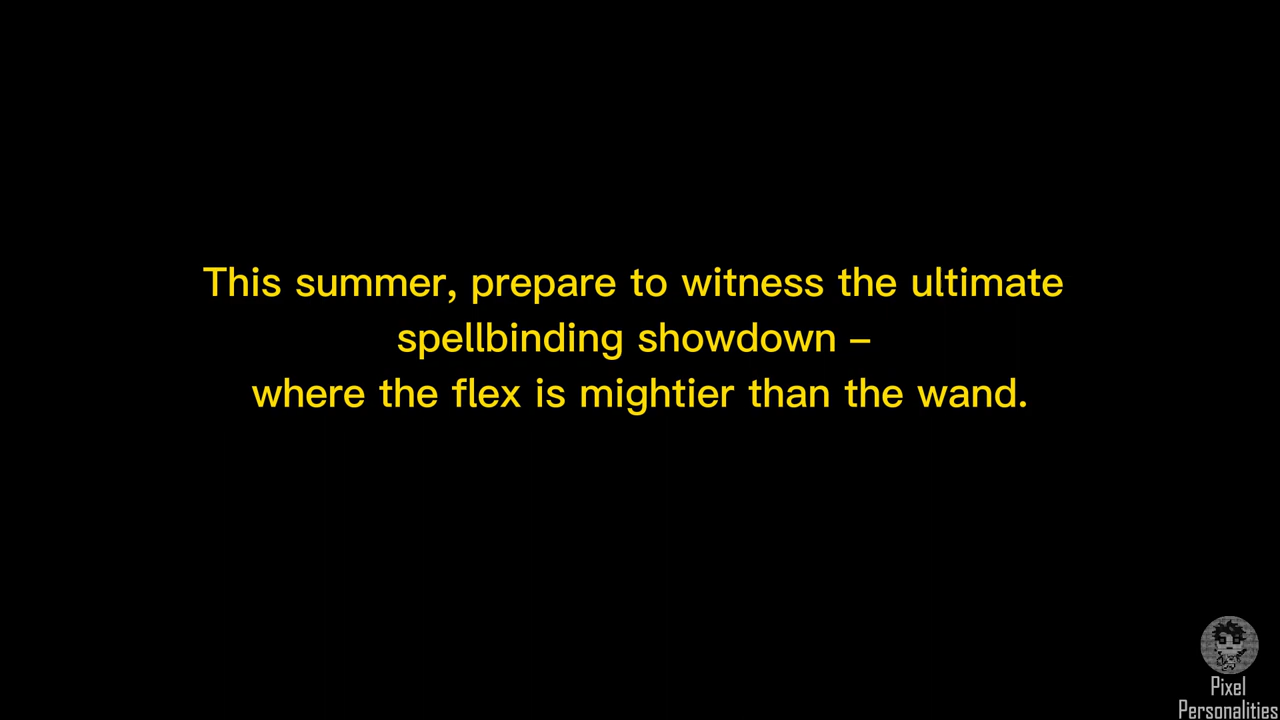 This summer, prepare to witness the ultimate
spellbinding showdown –
where the flex is mightier than the wand.
Pixel
Personalities